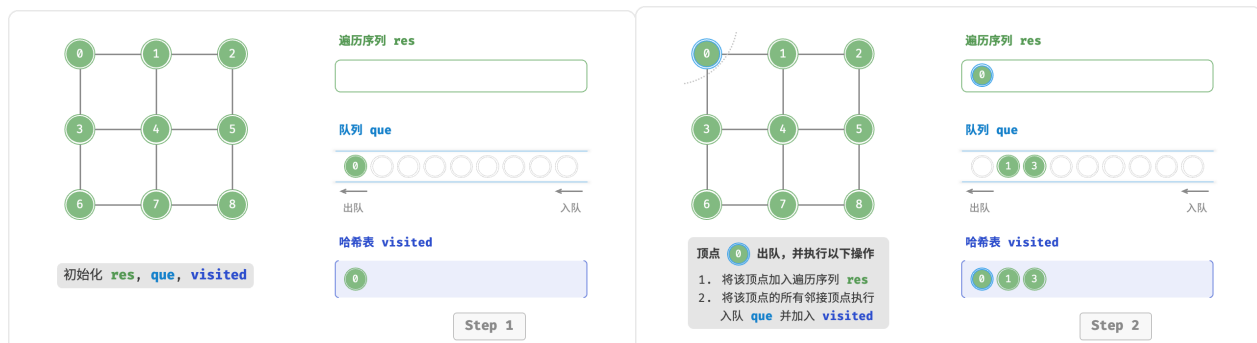 0 1 2
3 4 5
6 7 8
初始化 res, que, visited
遍历序列 res
队列 que
0
出队 入队
哈希表 visited
0
Step 1
0 1 2
3 4 5
6 7 8
顶点 0 出队，并执行以下操作
1. 将该顶点加入遍历序列 res
2. 将该顶点的所有邻接顶点执行
入队 que 并加入 visited
遍历序列 res
0
队列 que
1 3
出队 入队
哈希表 visited
0 1 3
Step 2